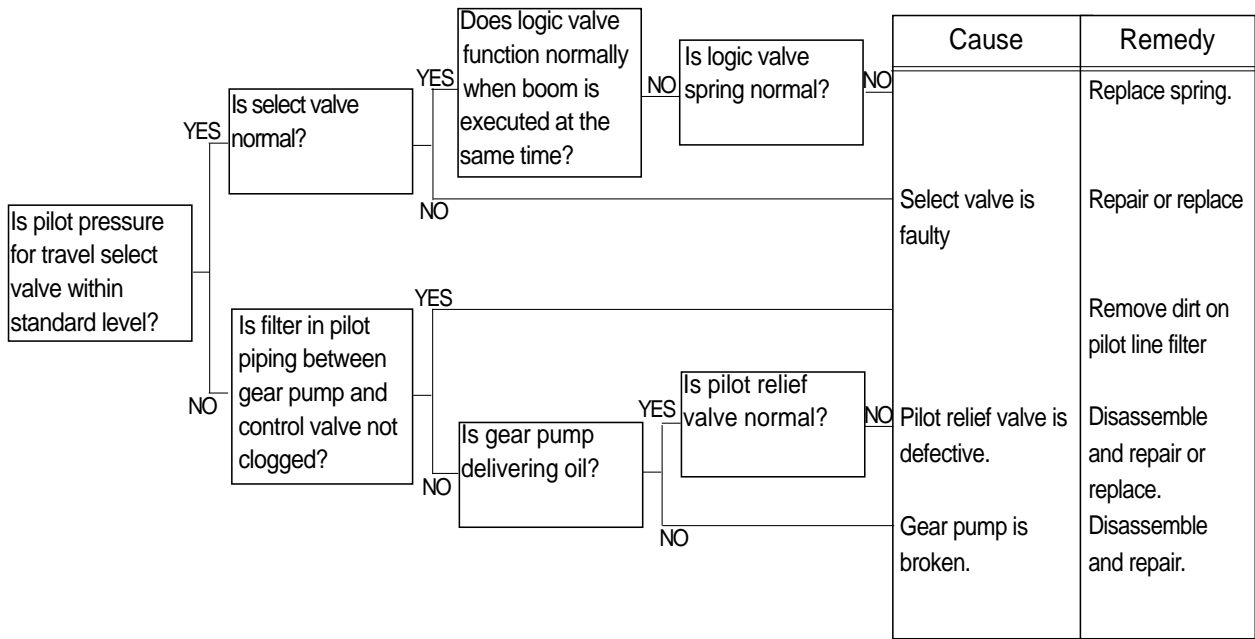 Is pilot pressure
for travel select
valve within
standard level?
YES
NO
Is select valve
normal?
YES
NO
Does logic valve
function normally
when boom is
executed at the
same time?
NO
Is logic valve
spring normal?
NO
Is filter in pilot
piping between
gear pump and
control valve not
clogged?
YES
NO
Is gear pump
delivering oil?
YES
NO
Is pilot relief
valve normal?
NO
Cause
Remedy
Replace spring.
Select valve is
faulty
Repair or replace
Remove dirt on
pilot line filter
Pilot relief valve is
defective.
Disassemble
and repair or
replace.
Gear pump is
broken.
Disassemble
and repair.